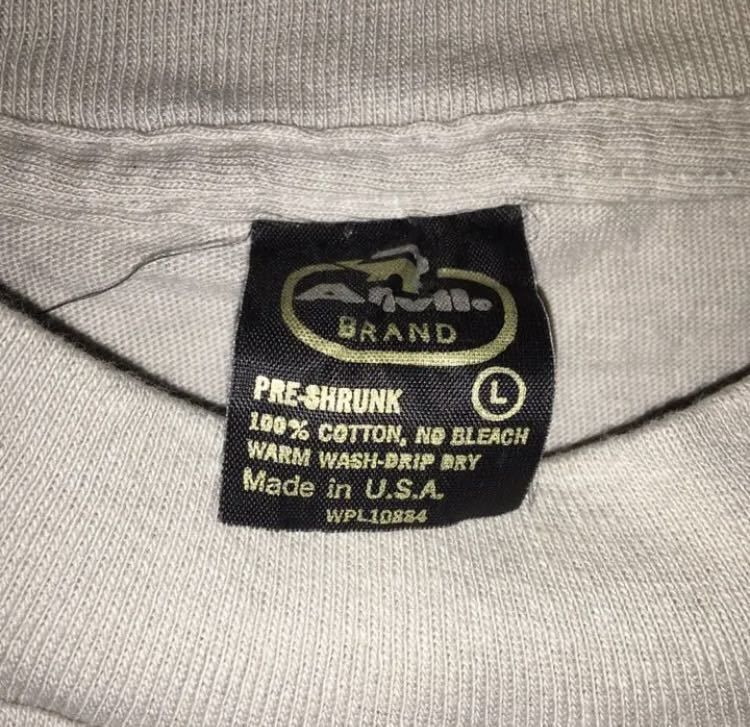 Anvil.
BRAND
PRE-SHRUNK L
100% COTTON, NO BLEACH
WARM WASH-DRIP DRY
Made in U.S.A.
WPL10884